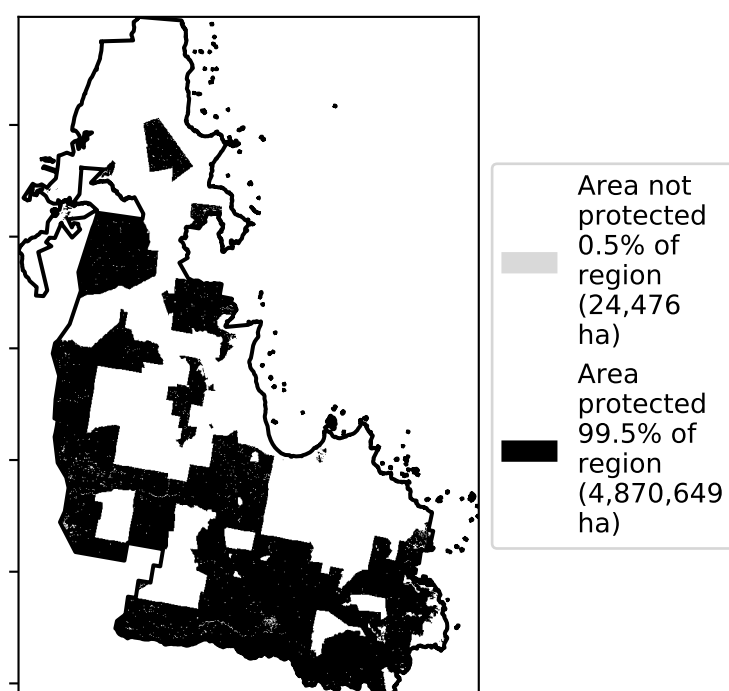 Area not
protected
0.5% of
region
(24,476
ha)
Area
protected
99.5% of
region
(4,870,649
ha)